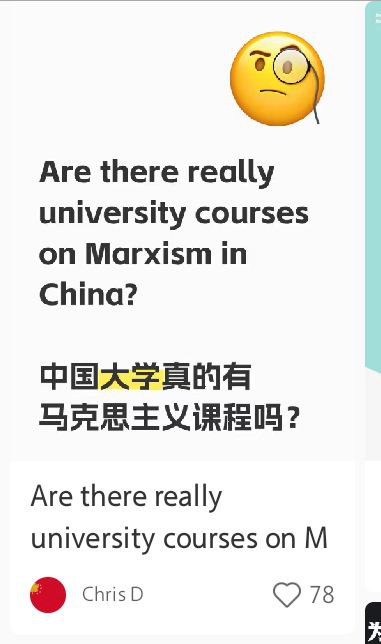 Are there really
university courses
on Marxism in
China?
中国大学真的有
马克思主义课程吗?
Are there really
university courses on M
Chris D
78
为